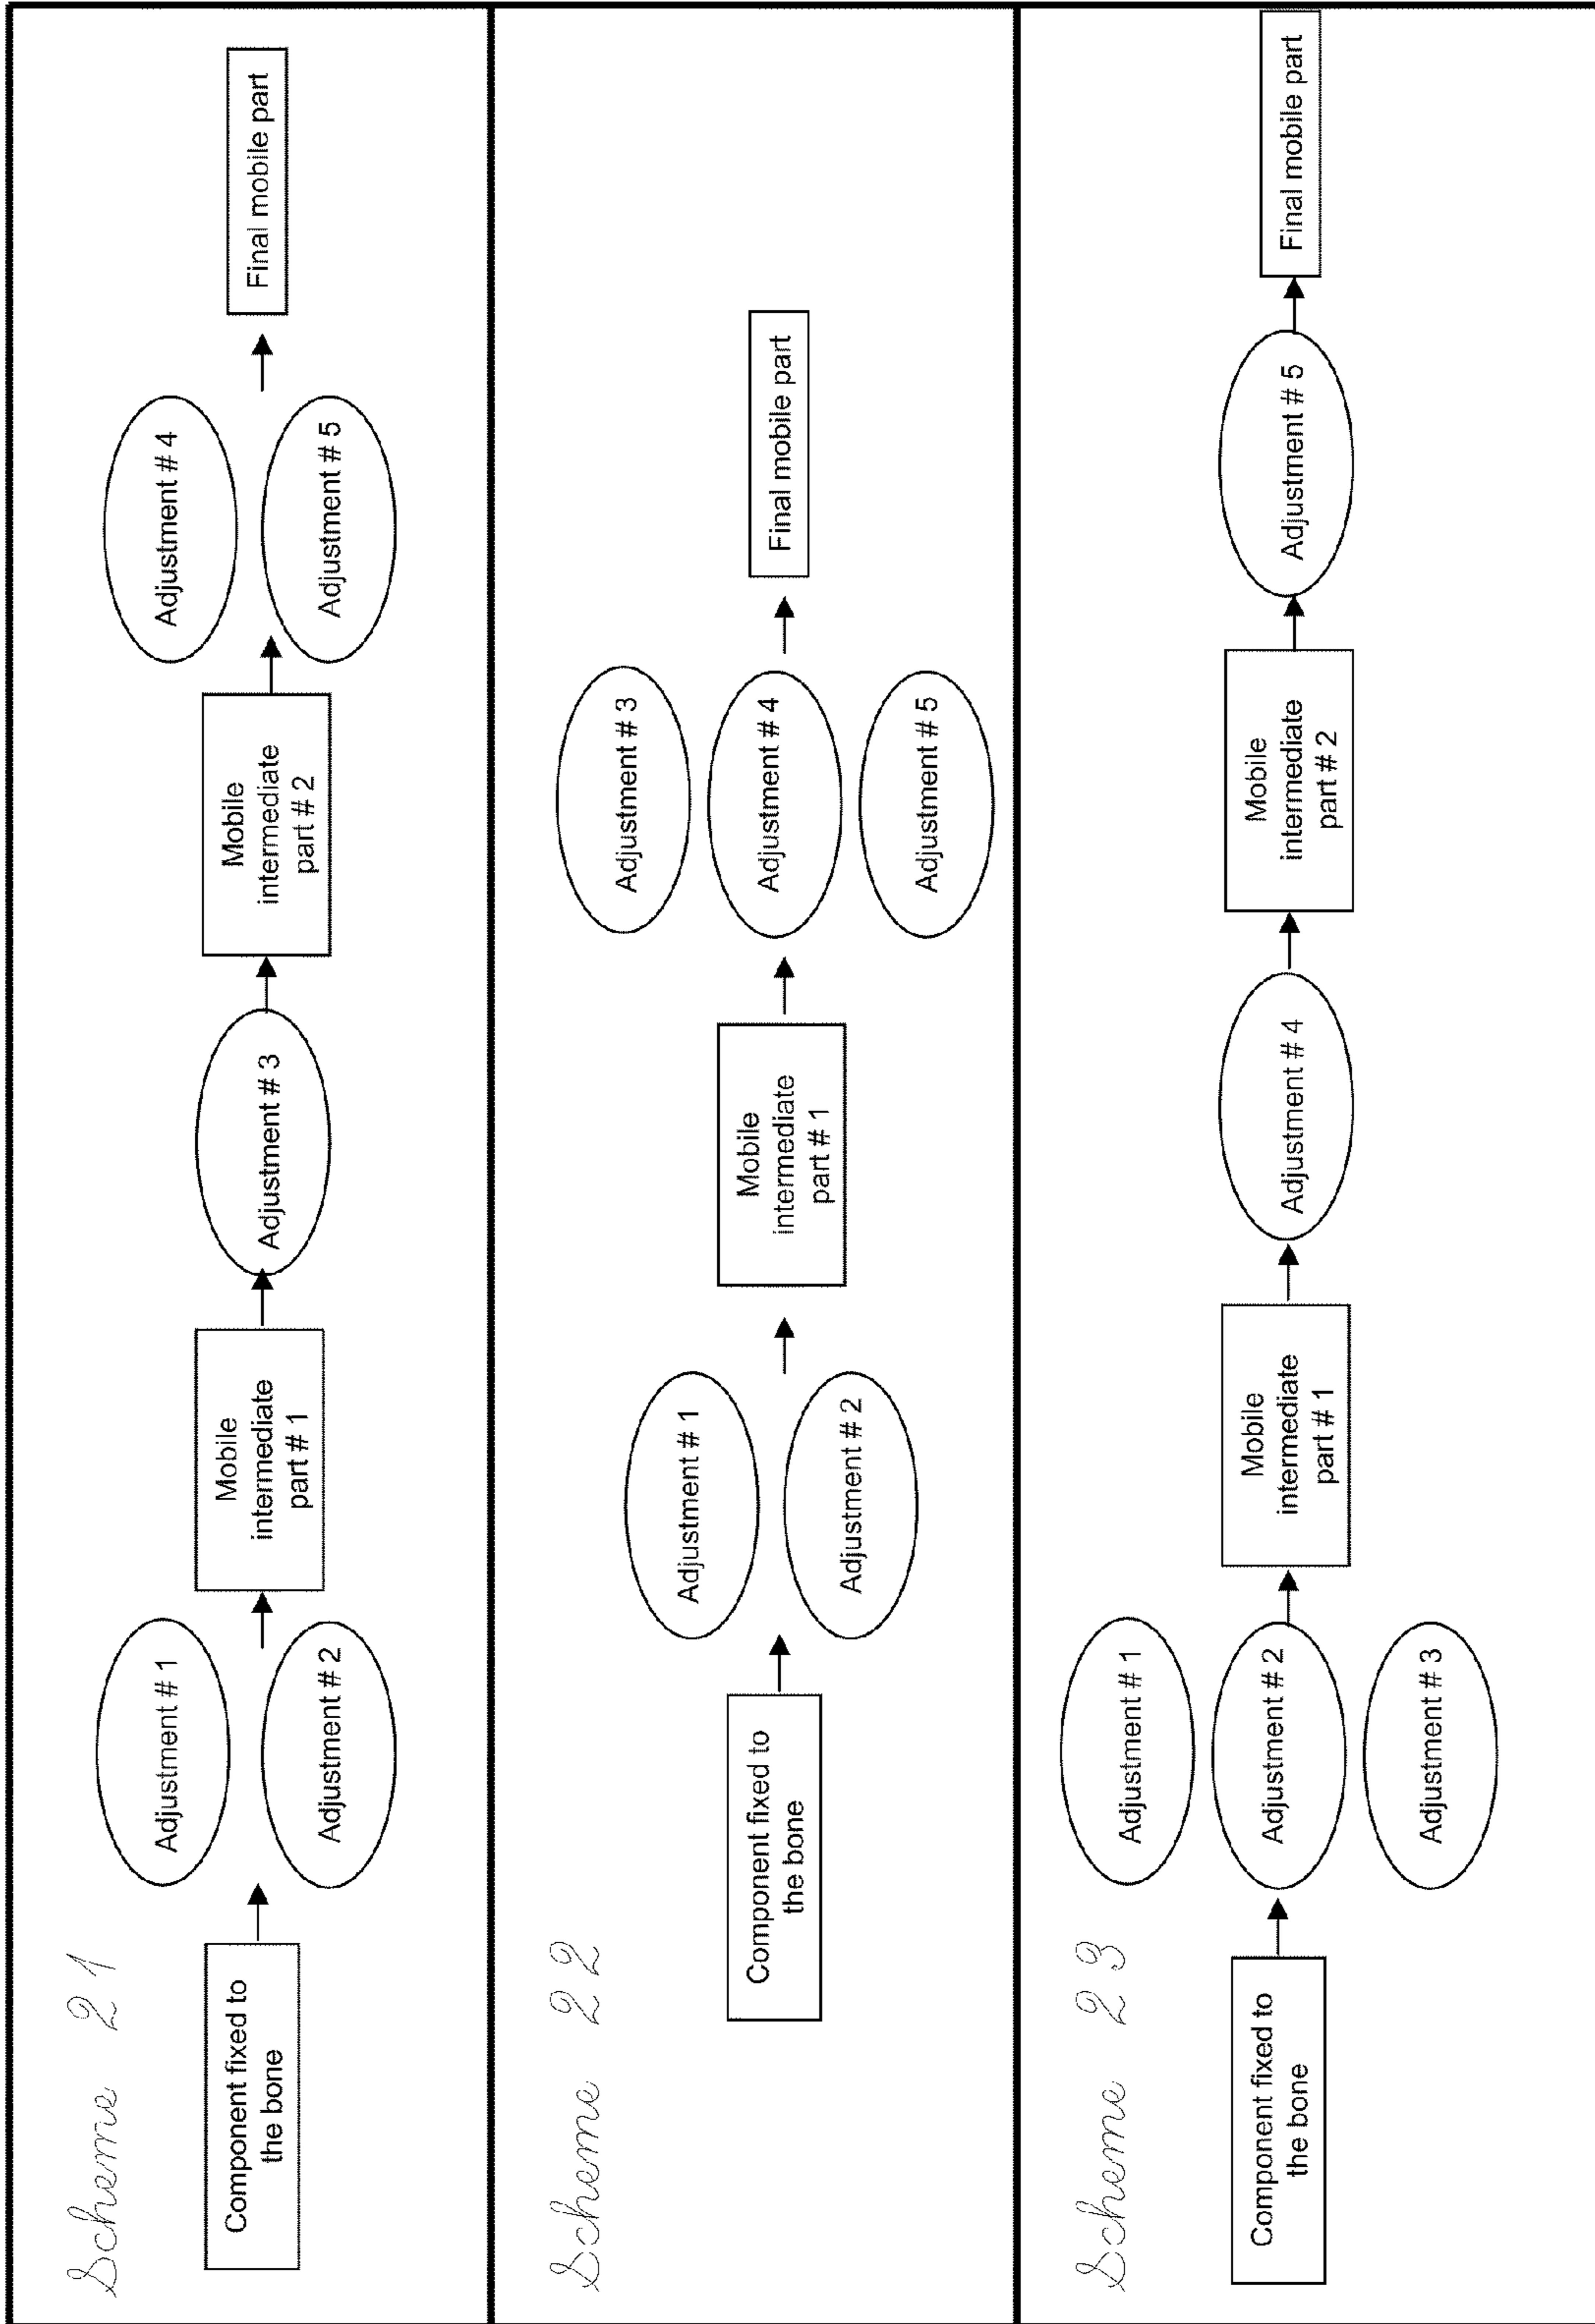 Scheme 21
Component fixed to
the bone
Adjustment # 1
Adjustment # 2
Mobile
intermediate
part # 1
Adjustment # 3
Mobile
intermediate
part # 2
Adjustment # 4
Adjustment # 5
Final mobile part
Scheme 22
Component fixed to
the bone
Adjustment # 1
Adjustment # 2
Mobile
intermediate
part # 1
Adjustment # 3
Adjustment # 4
Adjustment # 5
Final mobile part
Scheme 23
Component fixed to
the bone
Adjustment # 1
Adjustment # 2
Adjustment # 3
Mobile
intermediate
part # 1
Adjustment # 4
Mobile
intermediate
part # 2
Adjustment # 5
Final mobile part